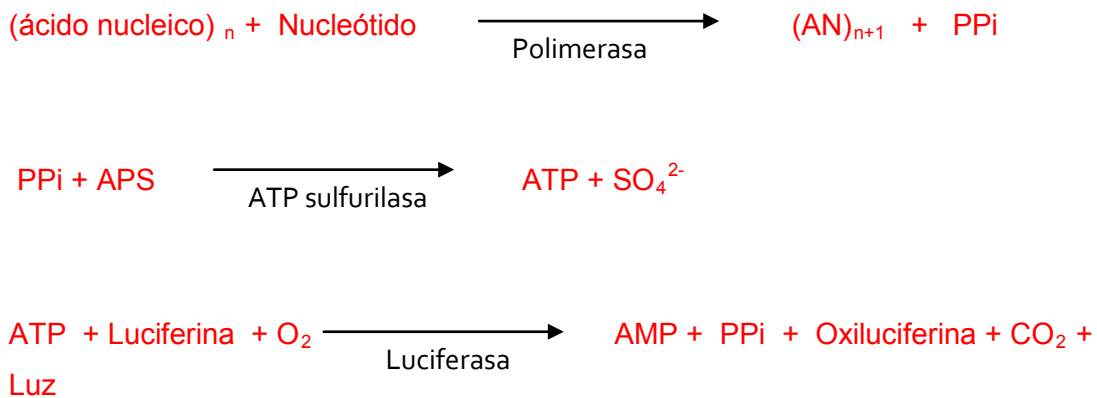 (ácido nucleico) n + Nucleótido (AN)n+1 + PPi
Polimerasa
PPi + APS ATP + SO₄²⁻
ATP sulfurilasa
ATP + Luciferina + O₂ AMP + PPi + Oxiluciferina + CO₂ +
Luciferasa
Luz